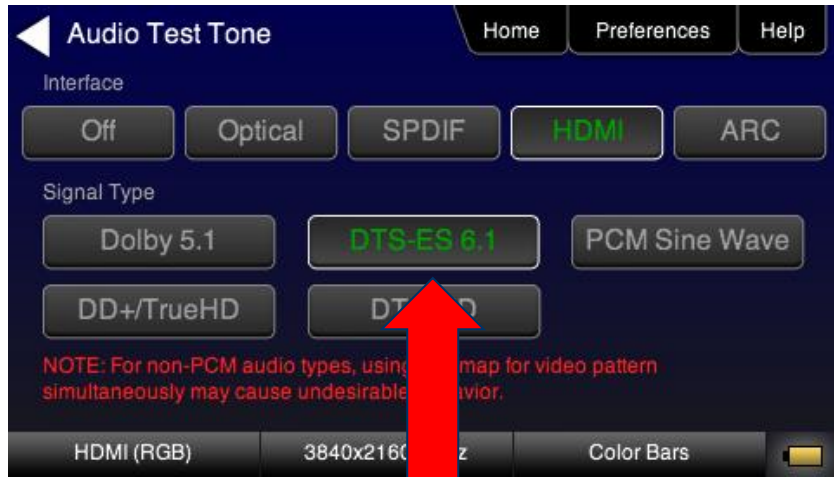 Audio Test Tone
Home
Preferences
Help
Interface
Off
Optical
SPDIF
HDMI
ARC
Signal Type
Dolby 5.1
DTS-ES 6.1
PCM Sine Wave
DD+/TrueHD
NOTE: For non-PCM audio types, using map for video pattern
simultaneously may cause undesirable
HDMI (RGB)
Color Bars